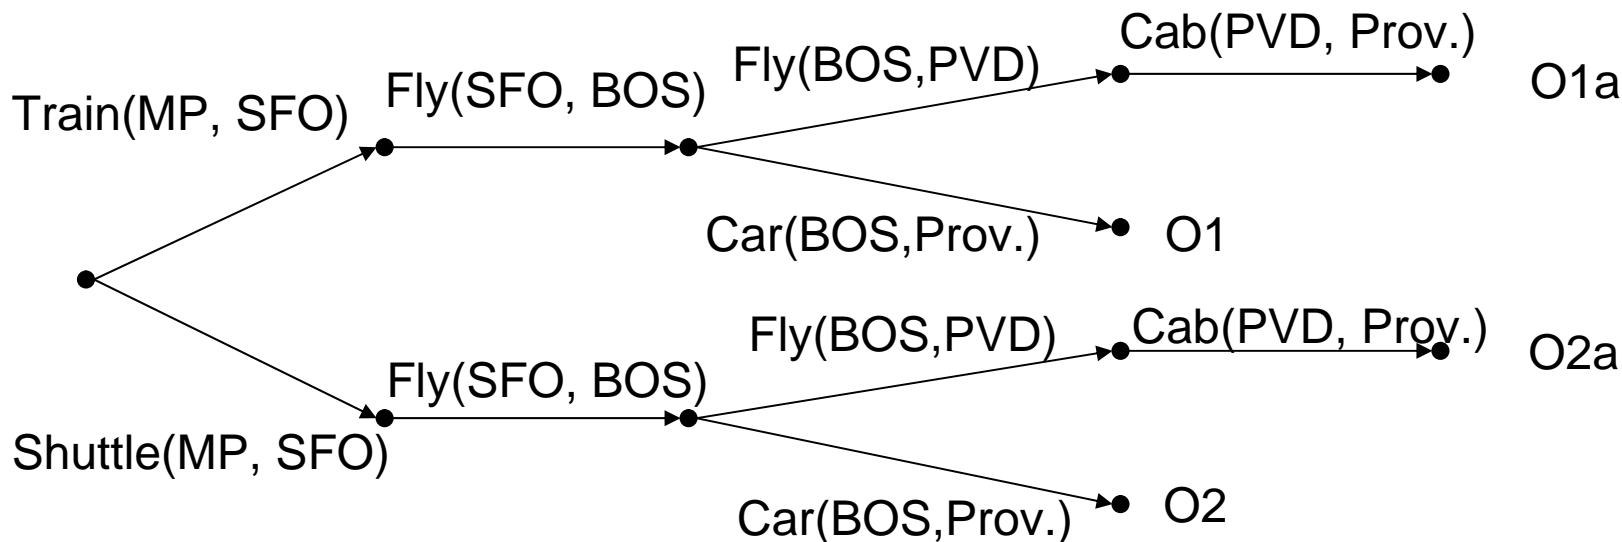 Cab(PVD, Prov.)
Fly(BOS,PVD)
O1a
Fly(SFO, BOS)
Train(MP, SFO)
Car(BOS,Prov.)
O1
Fly(BOS,PVD)
Cab(PVD, Prov.)
O2a
Fly(SFO, BOS)
Shuttle(MP, SFO)
Car(BOS,Prov.)
O2